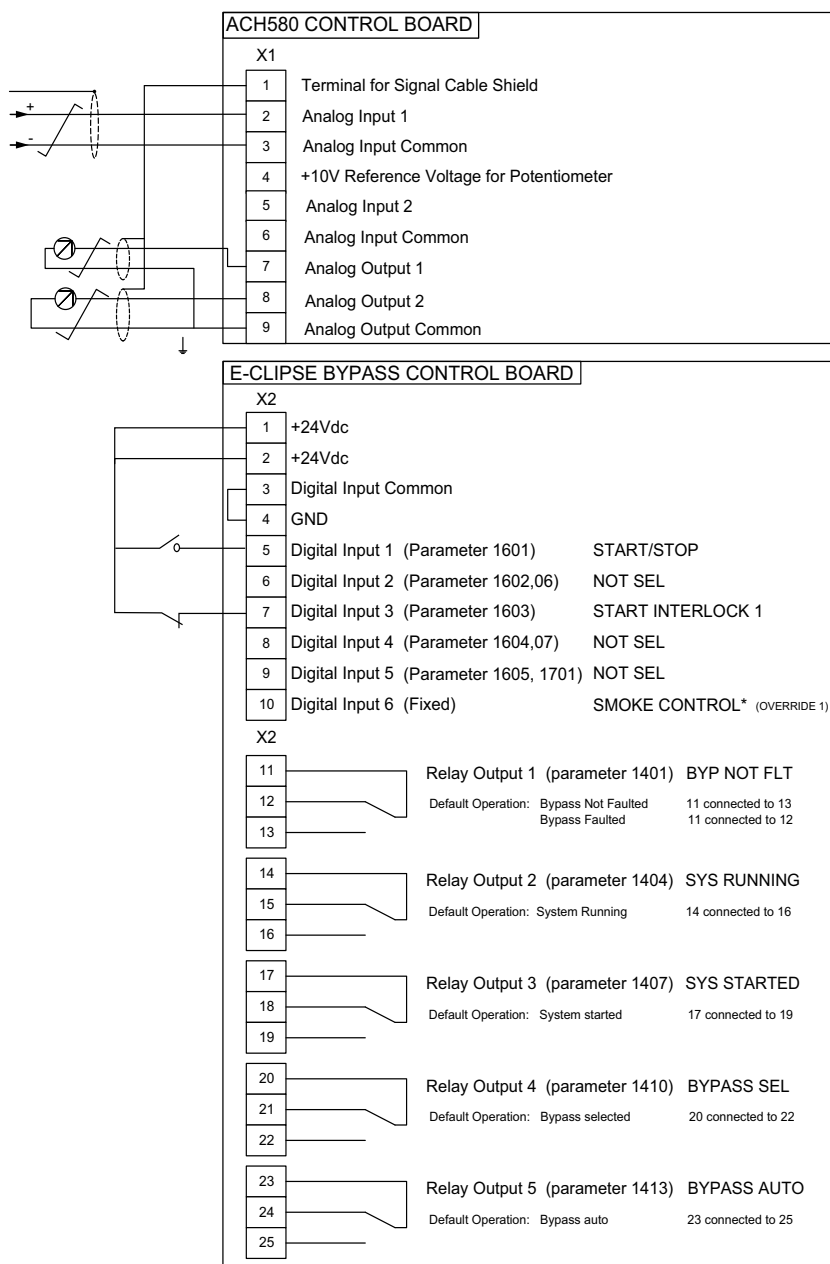 ACH580 CONTROL BOARD
X1
1 Terminal for Signal Cable Shield
+ 2 Analog Input 1
- 3 Analog Input Common
4 +10V Reference Voltage for Potentiometer
5 Analog Input 2
6 Analog Input Common
7 Analog Output 1
8 Analog Output 2
9 Analog Output Common
E-CLIPSE BYPASS CONTROL BOARD
X2
1 +24Vdc
2 +24Vdc
3 Digital Input Common
4 GND
5 Digital Input 1 (Parameter 1601) START/STOP
6 Digital Input 2 (Parameter 1602,06) NOT SEL
7 Digital Input 3 (Parameter 1603) START INTERLOCK 1
8 Digital Input 4 (Parameter 1604,07) NOT SEL
9 Digital Input 5 (Parameter 1605, 1701) NOT SEL
10 Digital Input 6 (Fixed) SMOKE CONTROL* (OVERRIDE 1)
X2
11 Relay Output 1 (parameter 1401) BYP NOT FLT
12 Default Operation: Bypass Not Faulted 11 connected to 13
Bypass Faulted 11 connected to 12
13
14 Relay Output 2 (parameter 1404) SYS RUNNING
15 Default Operation: System Running 14 connected to 16
16
17 Relay Output 3 (parameter 1407) SYS STARTED
18 Default Operation: System started 17 connected to 19
19
20 Relay Output 4 (parameter 1410) BYPASS SEL
21 Default Operation: Bypass selected 20 connected to 22
22
23 Relay Output 5 (parameter 1413) BYPASS AUTO
24 Default Operation: Bypass auto 23 connected to 25
25